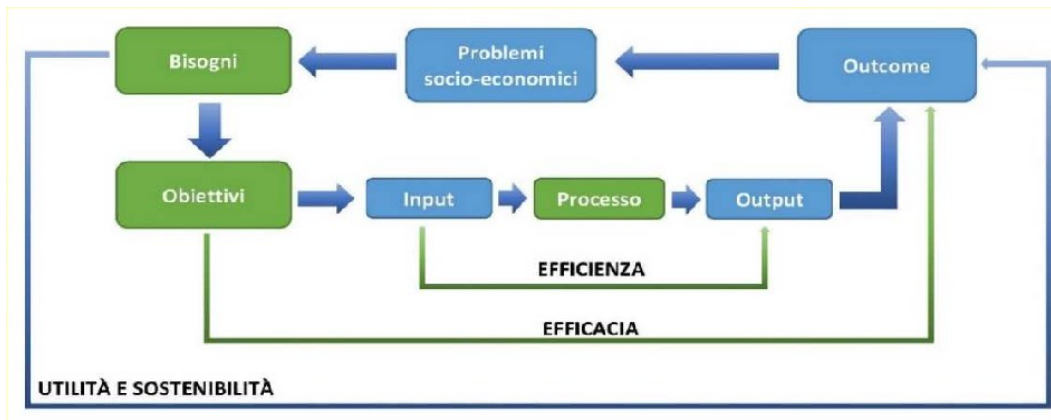 Bisogni
Problemi
socio-economici
Outcome
Obiettivi
Input
Processo
Output
EFFICIENZA
EFFICACIA
UTILITÀ E SOSTENIBILITÀ